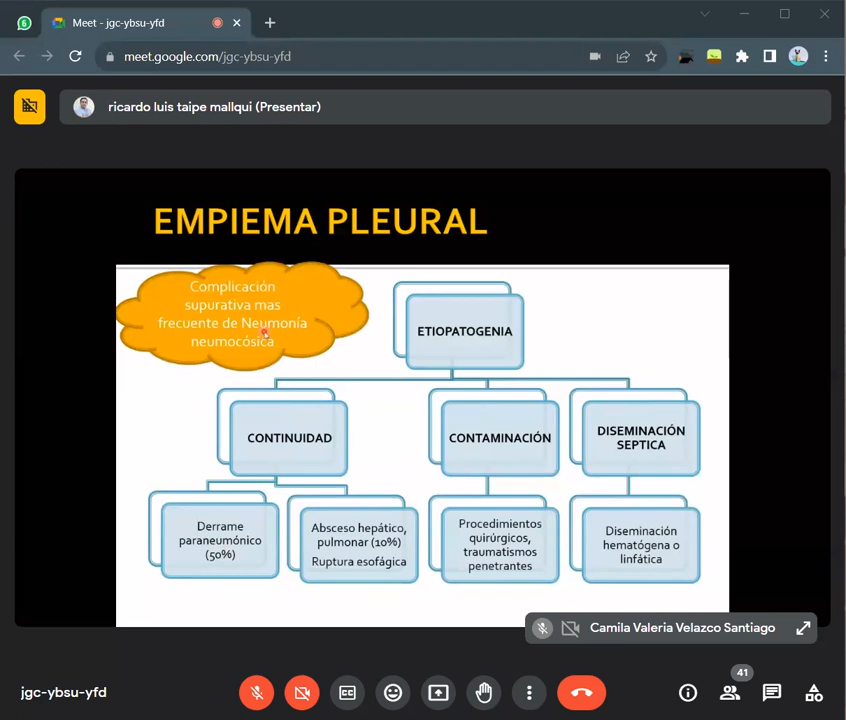 6
Meet - jgc-ybsu-yfd
meet.google.com/jgc-ybsu-yfd
ricardo luis taipe mallqui (Presentar)
EMPIEMA PLEURAL
Complicación
supurativa mas
frecuente de Neumonía
neumocósica
ETIOPATOGENIA
CONTINUIDAD
CONTAMINACIÓN
DISEMINACIÓN
SEPTICA
Derrame
paraneumónico
(50%)
Absceso hepático,
pulmonar (10%)
Ruptura esofágica
Procedimientos
quirúrgicos,
traumatismos
penetrantes
Diseminación
hematógena o
linfática
Camila Valeria Velazco Santiago
jgc-ybsu-yfd
CC
41